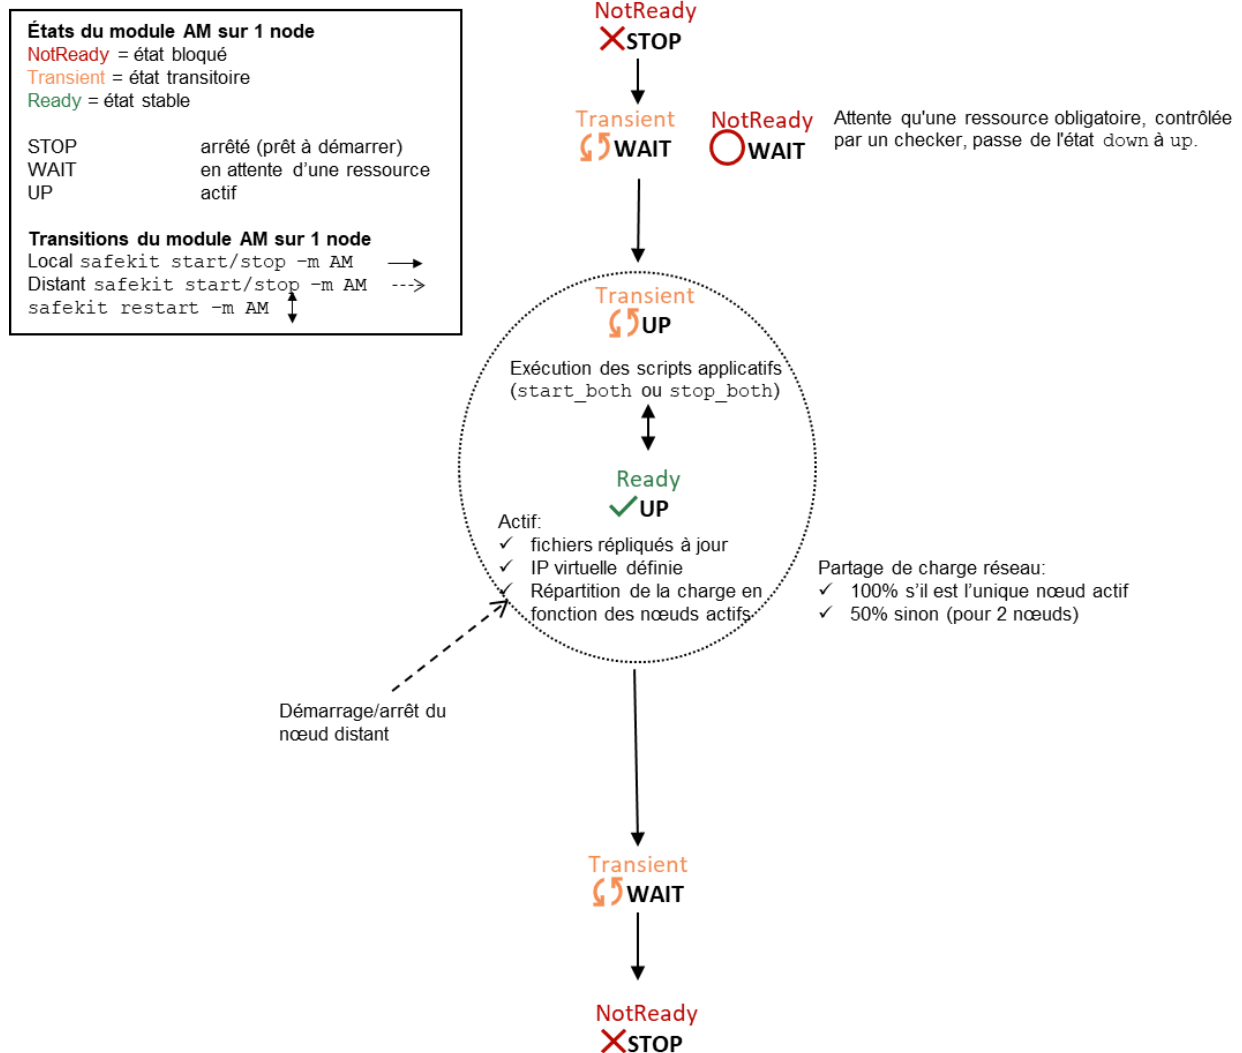 États du module AM sur 1 node
NotReady = état bloqué
Transient = état transitoire
Ready = état stable
STOP arrêté (prêt à démarrer)
WAIT en attente d'une ressource
UP actif
Transitions du module AM sur 1 node
Local safekit start/stop –m AM
Distant safekit start/stop –m AM
safekit restart –m AM
NotReady
STOP
Transient
WAIT
NotReady
WAIT
Attente qu'une ressource obligatoire, contrôlée
par un checker, passe de l'état down à up.
Transient
UP
Exécution des scripts applicatifs
(start_both ou stop_both)
Ready
UP
Actif:
✓ fichiers répliqués à jour
✓ IP virtuelle définie
✓ Répartition de la charge en
fonction des nœuds actifs
Partage de charge réseau:
✓ 100% s'il est l'unique nœud actif
✓ 50% sinon (pour 2 nœuds)
Démarrage/arrêt du
nœud distant
Transient
WAIT
NotReady
STOP